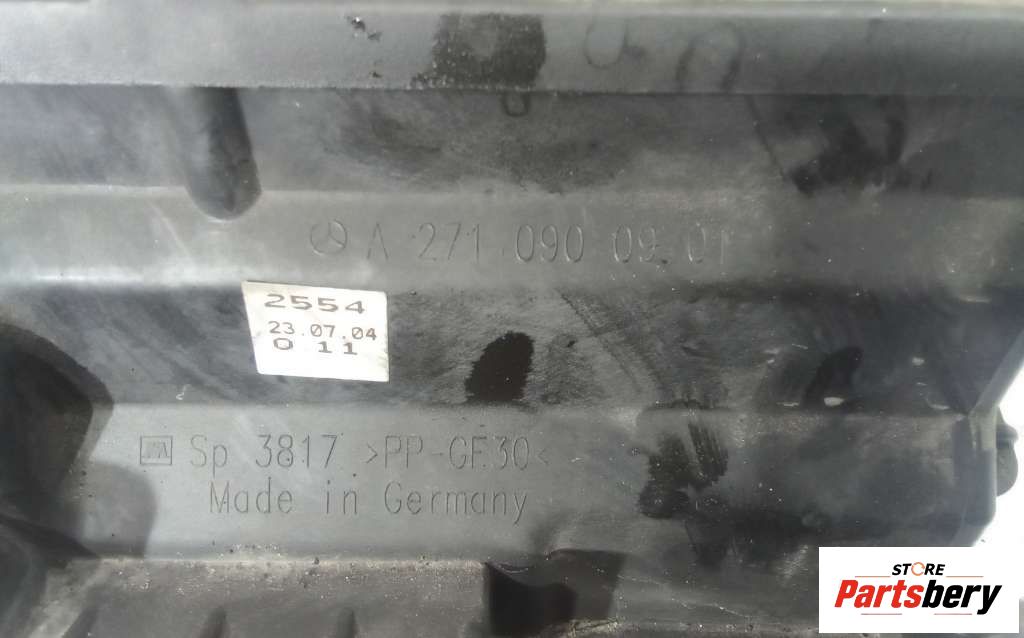 A 271 090 09 01
2554
23.07.04
0 11
Sp 3817 >PP-GF30<
Made in Germany
STORE
Partsbery